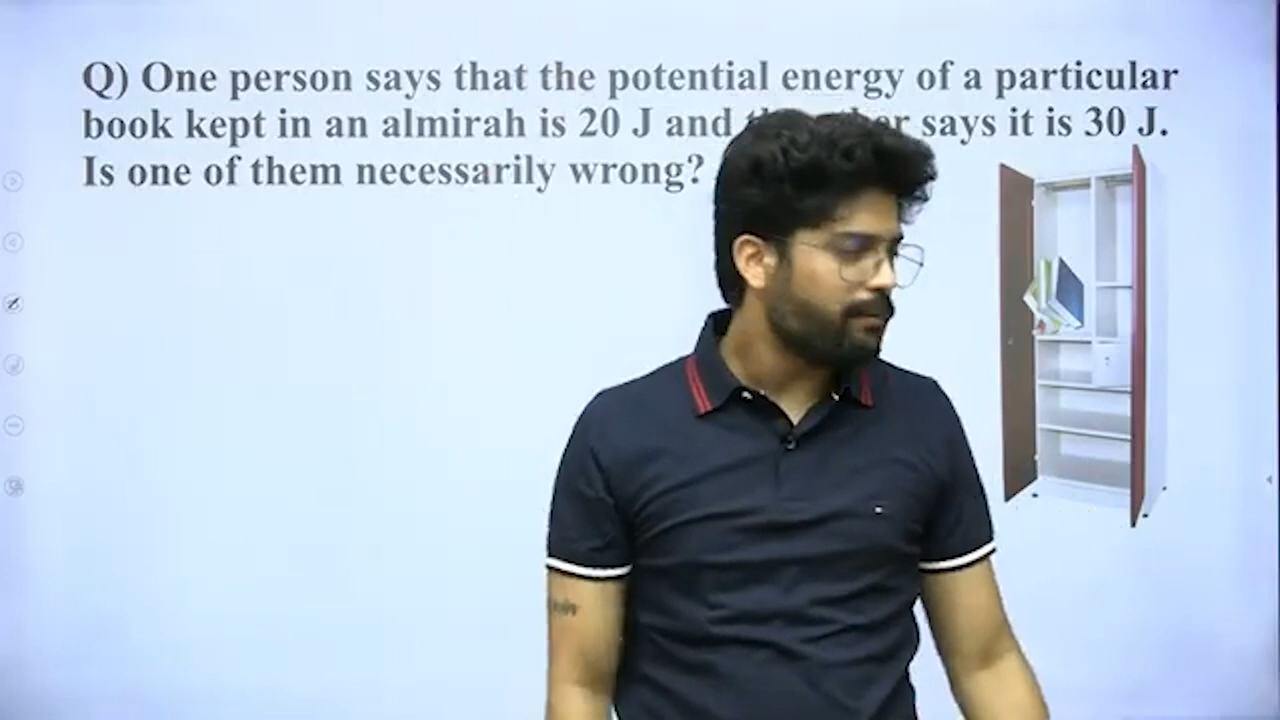 Q) One person says that the potential energy of a particular
book kept in an almirah is 20 J and says it is 30 J.
Is one of them necessarily wrong?